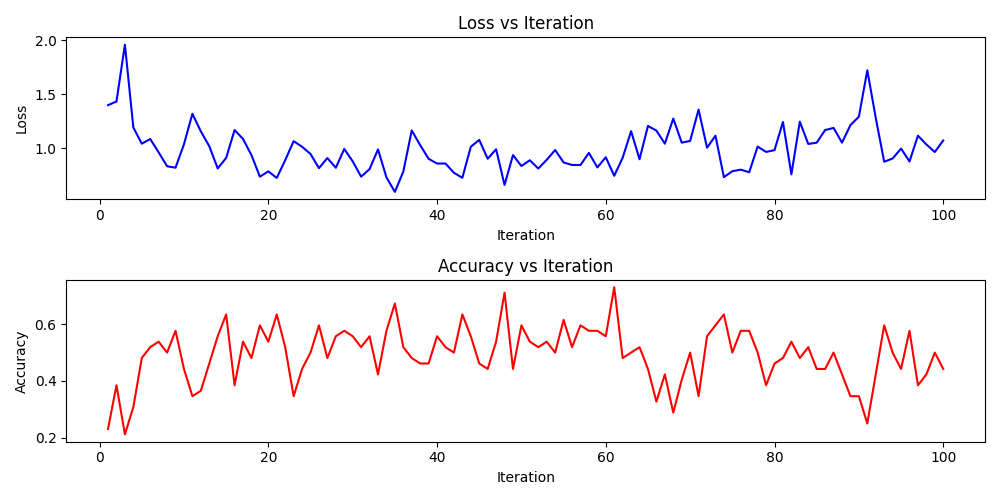 Loss vs Iteration
2.0
1.5
1.0
Loss
0 20 40 60 80 100
Iteration
Accuracy vs Iteration
0.6
0.4
0.2
Accuracy
0 20 40 60 80 100
Iteration